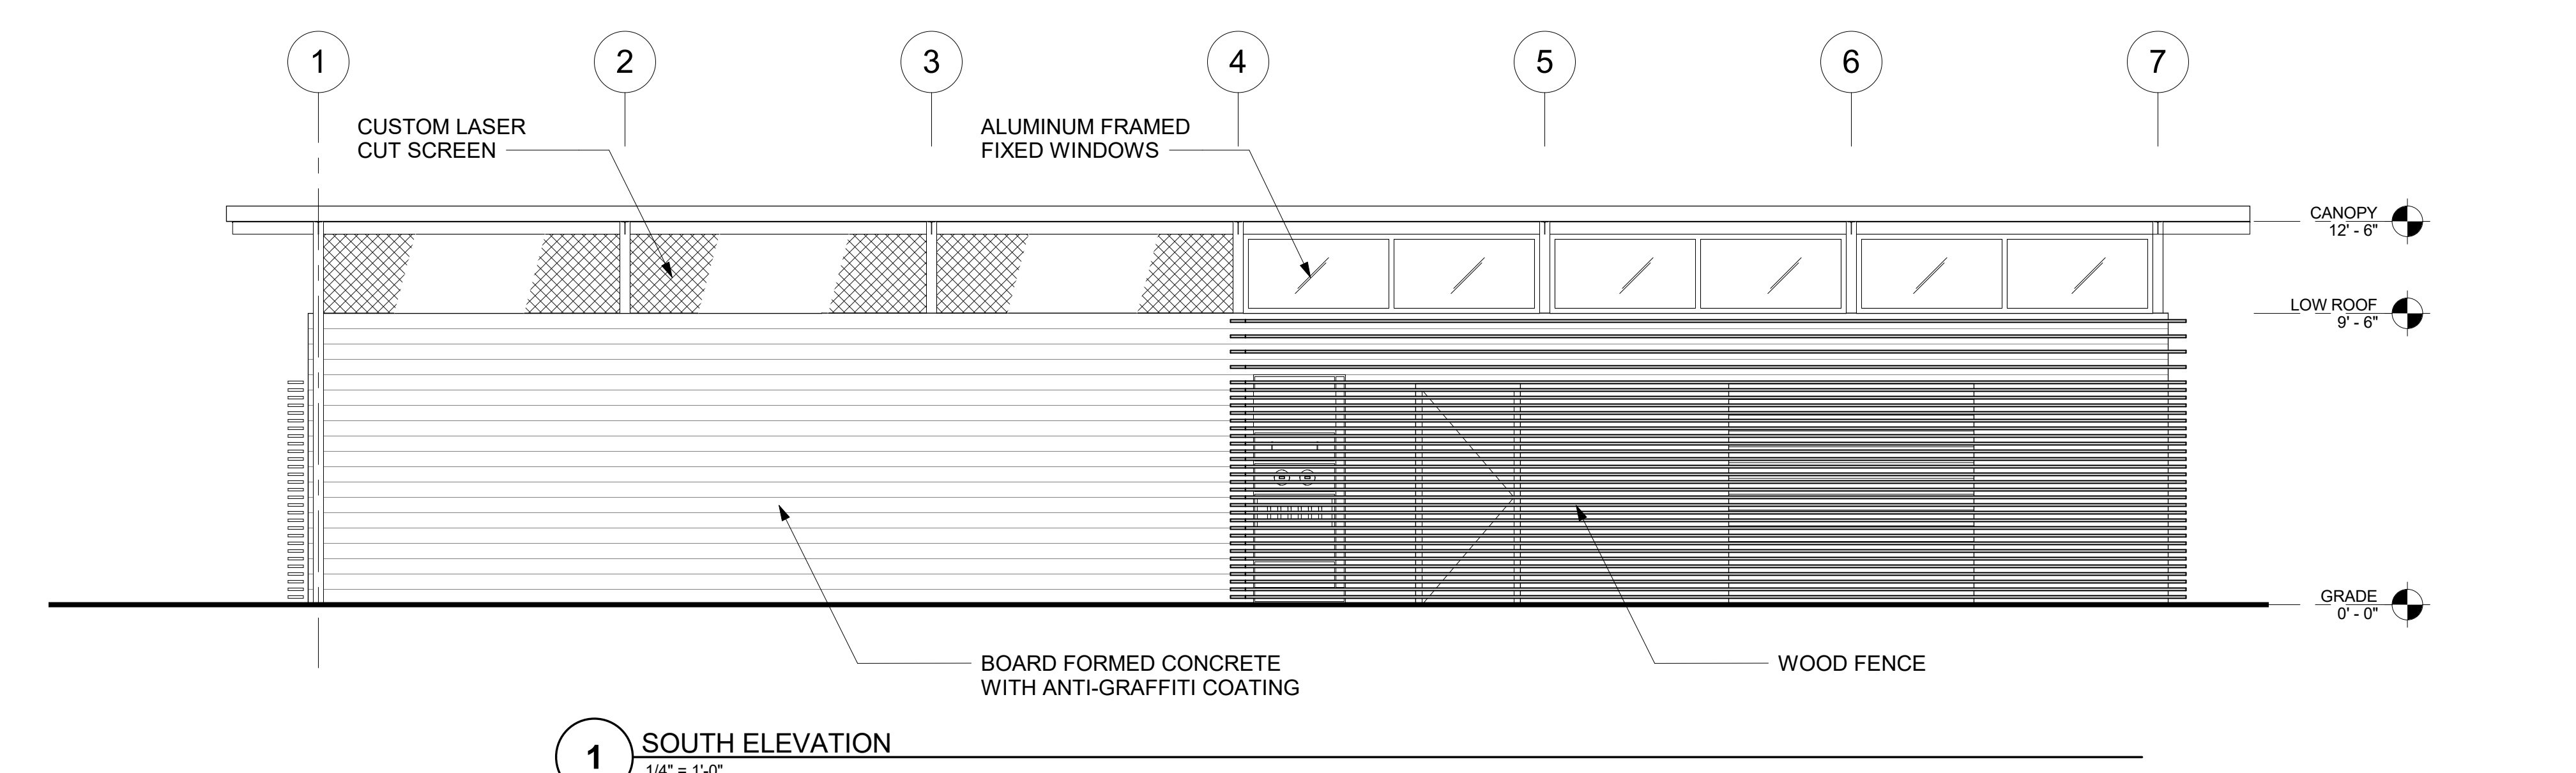 1 2 3 4 5 6 7
CUSTOM LASER
CUT SCREEN
ALUMINUM FRAMED
FIXED WINDOWS
CANOPY
12' - 6"
LOW ROOF
9' - 6"
GRADE
0' - 0"
BOARD FORMED CONCRETE
WITH ANTI-GRAFFITI COATING
WOOD FENCE
1
SOUTH ELEVATION
1/4" = 1'-0"